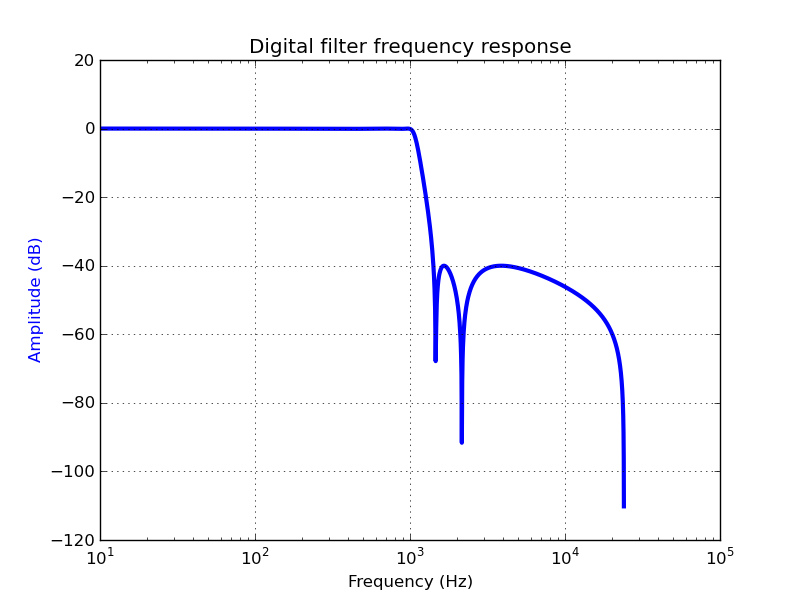 Digital filter frequency response
20
0
−20
−40
−60
−80
−100
−120
Amplitude (dB)
10¹ 10² 10³ 10⁴ 10⁵
Frequency (Hz)